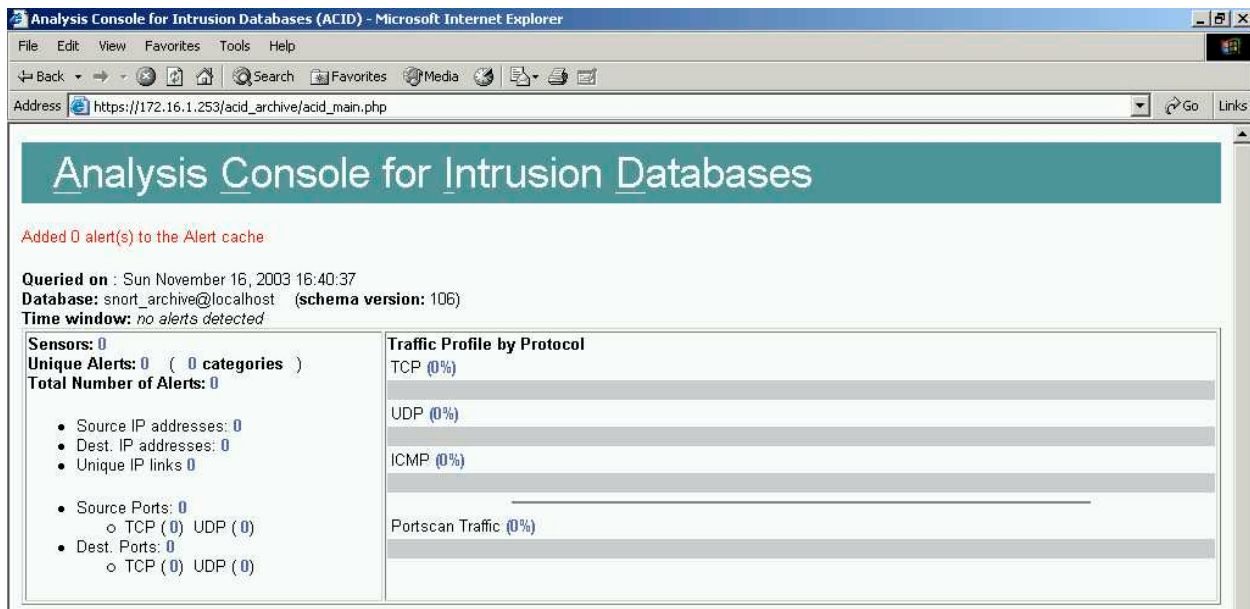 Analysis Console for Intrusion Databases (ACID) - Microsoft Internet Explorer
File Edit View Favorites Tools Help
Back Search Favorites Media
Address https://172.16.1.253/acid_archive/acid_main.php Go Links
Analysis Console for Intrusion Databases
Added 0 alert(s) to the Alert cache
Queried on : Sun November 16, 2003 16:40:37
Database: snort_archive@localhost (schema version: 106)
Time window: no alerts detected
Sensors: 0
Unique Alerts: 0 ( 0 categories )
Total Number of Alerts: 0
Source IP addresses: 0
Dest. IP addresses: 0
Unique IP links 0
Source Ports: 0
TCP ( 0) UDP ( 0)
Dest. Ports: 0
TCP ( 0) UDP ( 0)
Traffic Profile by Protocol
TCP (0%)
UDP (0%)
ICMP (0%)
Portscan Traffic (0%)